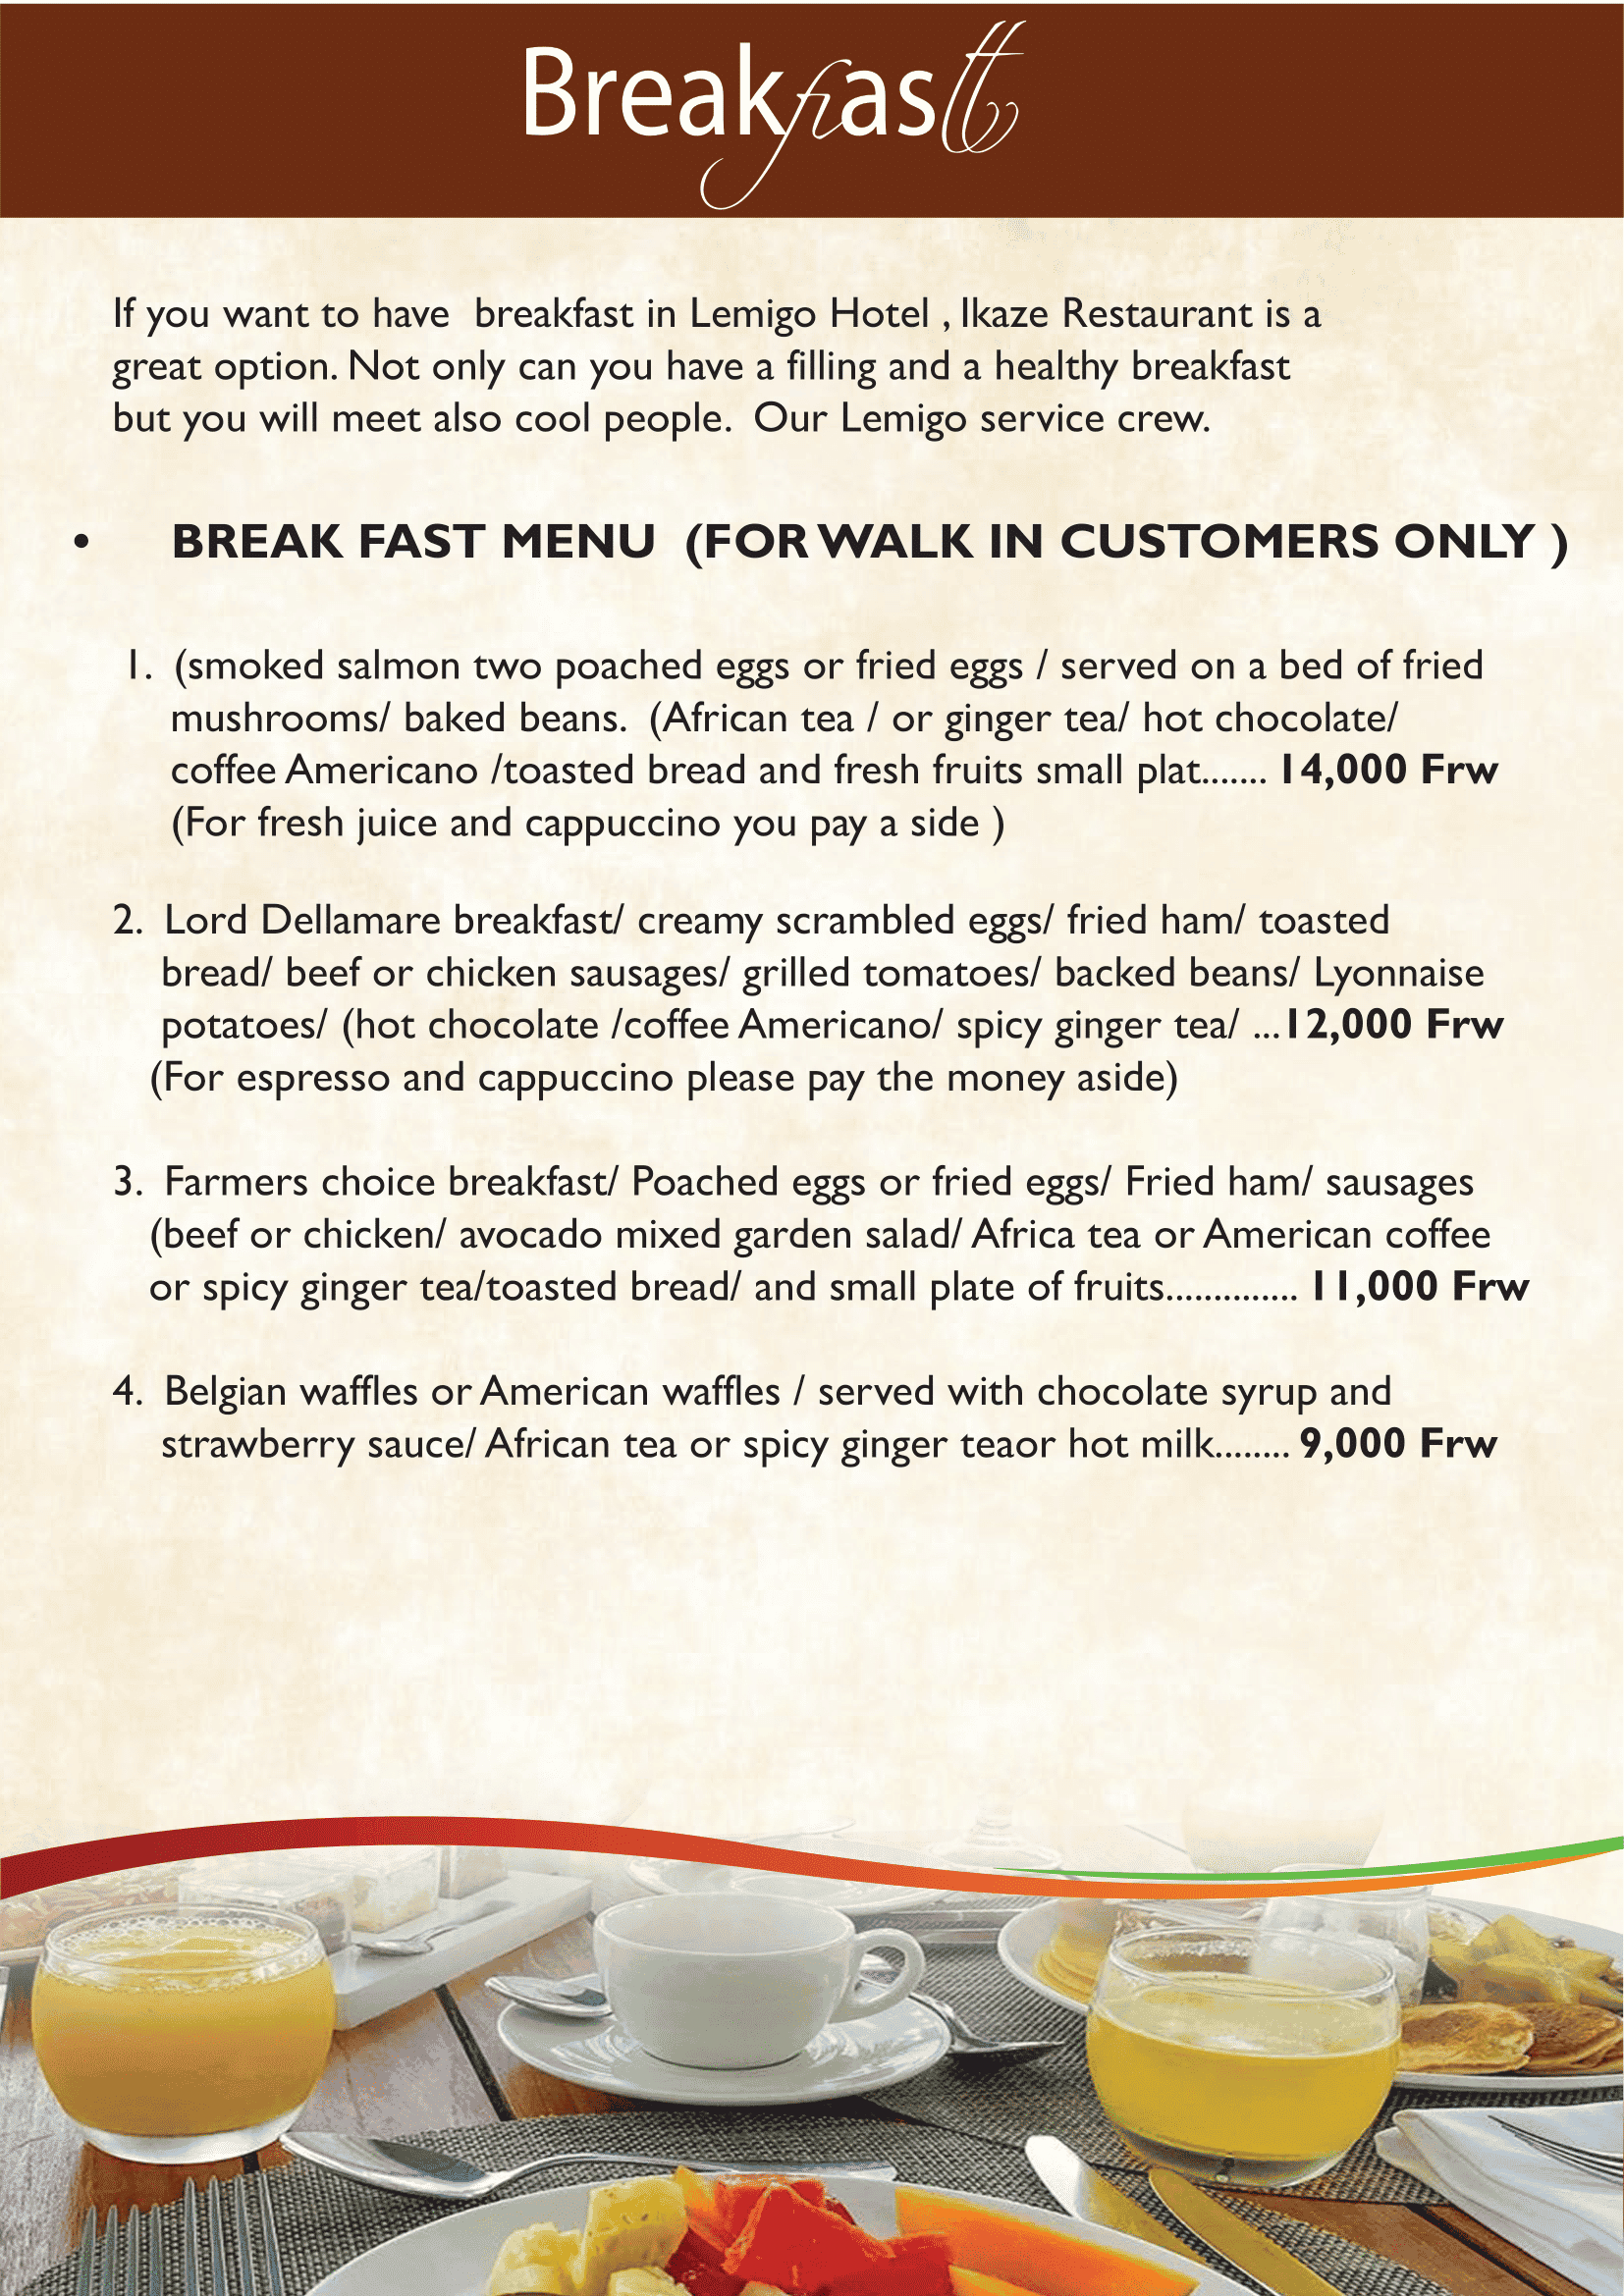 Breakfastt
If you want to have  breakfast in Lemigo Hotel , Ikaze Restaurant is a
great option. Not only can you have a filling and a healthy breakfast
but you will meet also cool people.  Our Lemigo service crew.
• BREAK FAST MENU  (FOR WALK IN CUSTOMERS ONLY )
1.  (smoked salmon two poached eggs or fried eggs / served on a bed of fried
mushrooms/ baked beans.  (African tea / or ginger tea/ hot chocolate/
coffee Americano /toasted bread and fresh fruits small plat....... 14,000 Frw
(For fresh juice and cappuccino you pay a side )
2.  Lord Dellamare breakfast/ creamy scrambled eggs/ fried ham/ toasted
bread/ beef or chicken sausages/ grilled tomatoes/ backed beans/ Lyonnaise
potatoes/ (hot chocolate /coffee Americano/ spicy ginger tea/ ...12,000 Frw
(For espresso and cappuccino please pay the money aside)
3.  Farmers choice breakfast/ Poached eggs or fried eggs/ Fried ham/ sausages
(beef or chicken/ avocado mixed garden salad/ Africa tea or American coffee
or spicy ginger tea/toasted bread/ and small plate of fruits.............. 11,000 Frw
4.  Belgian waffles or American waffles / served with chocolate syrup and
strawberry sauce/ African tea or spicy ginger teaor hot milk........ 9,000 Frw